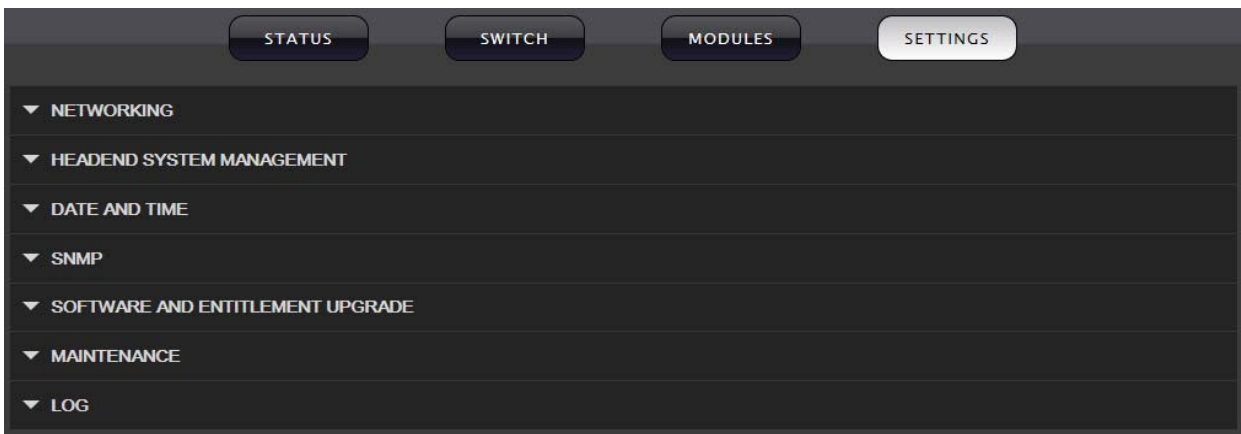 STATUS SWITCH MODULES SETTINGS
NETWORKING
HEADEND SYSTEM MANAGEMENT
DATE AND TIME
SNMP
SOFTWARE AND ENTITLEMENT UPGRADE
MAINTENANCE
LOG